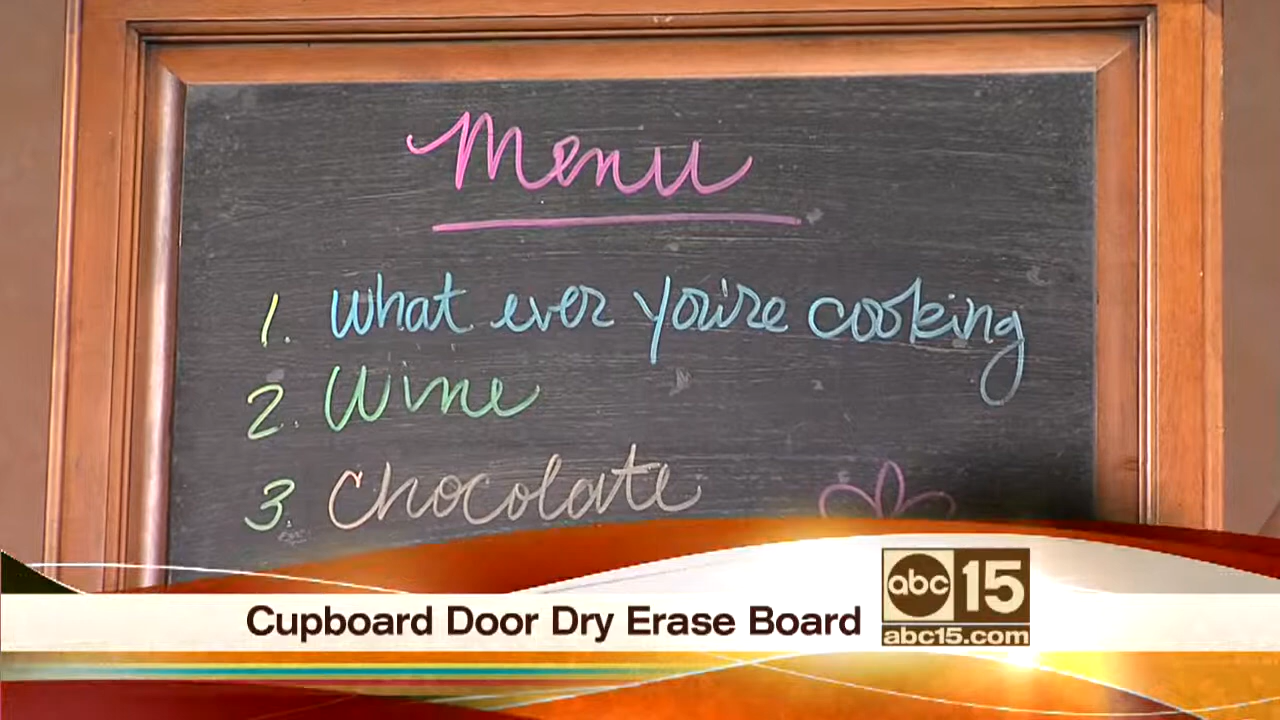 Menu
1. What ever you're cooking
2. Wine
3. Chocolate
Cupboard Door Dry Erase Board
abc 15
abc15.com